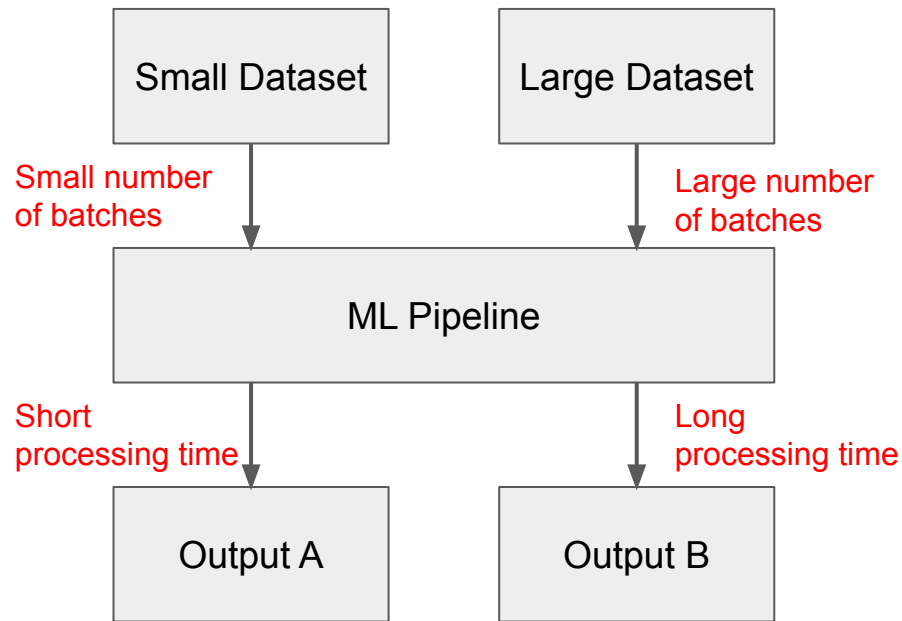 Small Dataset
Large Dataset
Small number
of batches
Large number
of batches
ML Pipeline
Short
processing time
Long
processing time
Output A
Output B